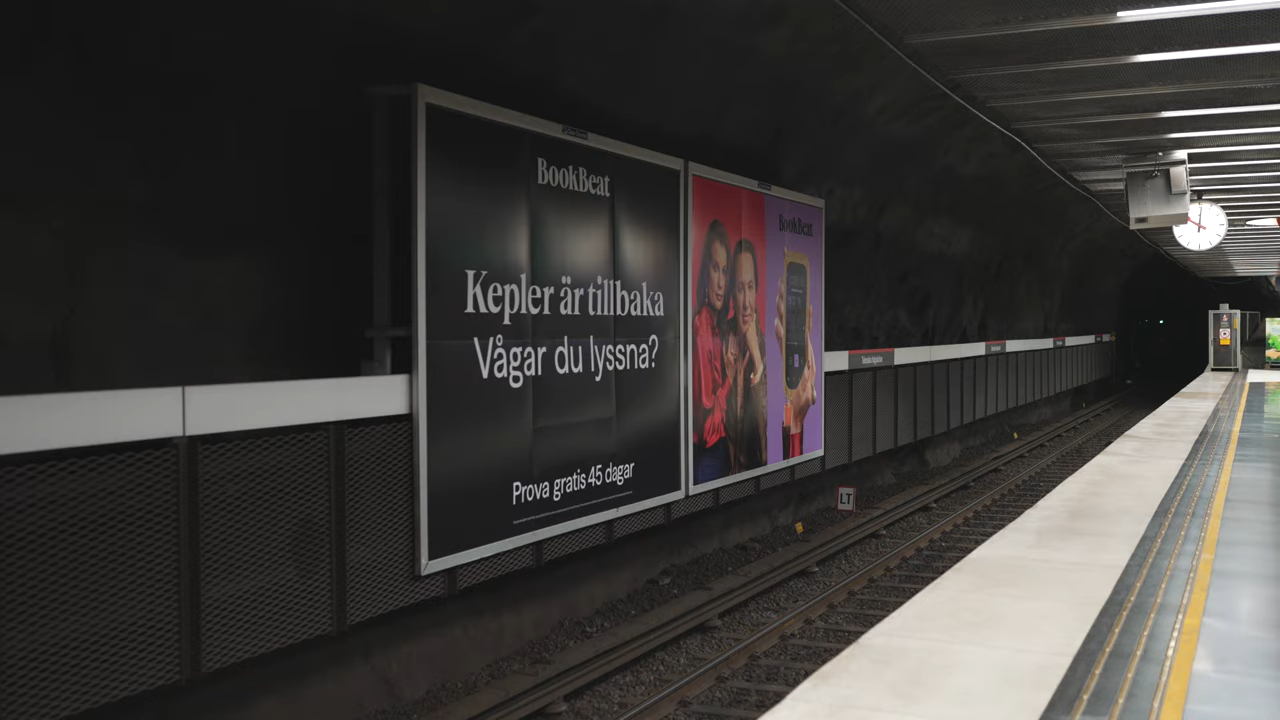 BookBeat
Kepler är tillbaka
Vågar du lyssna?
Prova gratis 45 dagar
BookBeat
LT